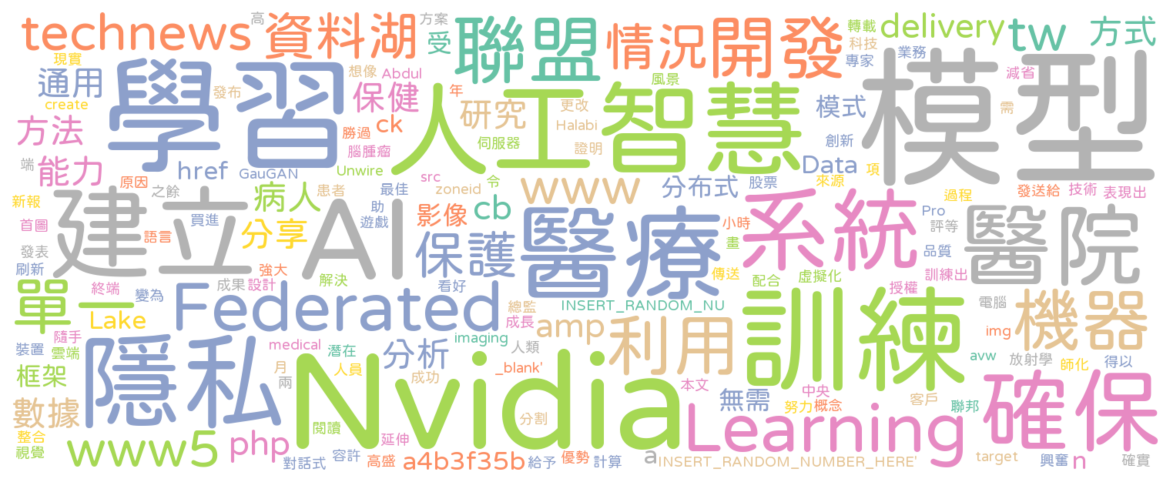 technews
資料湖
高
聯盟
受
方案
情況
開發
轉載
科技
專家
delivery
業務
tw
減省
方式
現實
create
通用
學習
發布
想像
Abdul
保健
ck
年
勝過
腦腫瘤
人工智慧
研究
伺服器
更改
Halabi
證明
風景
模式
創新
模型
需
方法
端
能力
原因
href
GauGAN
之餘
病人
患者
Unwire
最佳
src
zoneid
令
www
分布式
Data
股票
來源
項
過程
發送給
技術
表現出
新報
首圖
發表
刷新
建立
買進
語言
分享
AI
助
遊戲
影像
cb
保護
看好
醫療
小時
畫
傳送
系統
配合
虛擬化
Pro
評等
品質
訓練出
授權
醫院
單一
終端
變為
成果
設計
強大
解決
Lake
隨手
Federated
總監
成長
INSERT_RANDOM_NU
amp
利用
訓練
電腦
img
機器
裝置
雲端
隱私
medical
潛在
分析
imaging
人類
_blank'
無需
avw
放射學
師化
得以
框架
數據
月
兩
人員
成功
Nvidia
本文
中央
努力
概念
客戶
聯邦
確保
整合
視覺
www5
php
閱讀
延伸
分割
Learning
對話式
容許
高盛
a4b3f35b
給予
優勢
計算
a
INSERT_RANDOM_NUMBER_HERE'
target
興奮
n
確實